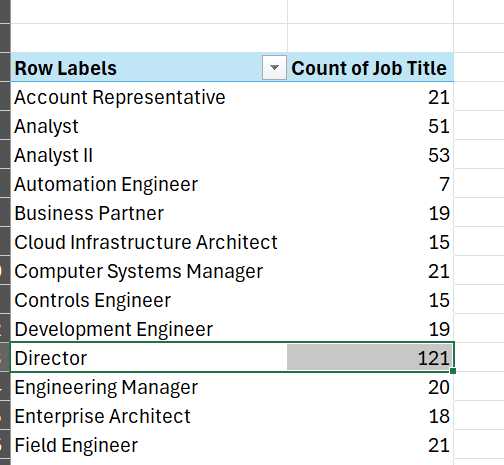 Row Labels Count of Job Title
Account Representative 21
Analyst 51
Analyst II 53
Automation Engineer 7
Business Partner 19
Cloud Infrastructure Architect 15
Computer Systems Manager 21
Controls Engineer 15
Development Engineer 19
Director 121
Engineering Manager 20
Enterprise Architect 18
Field Engineer 21